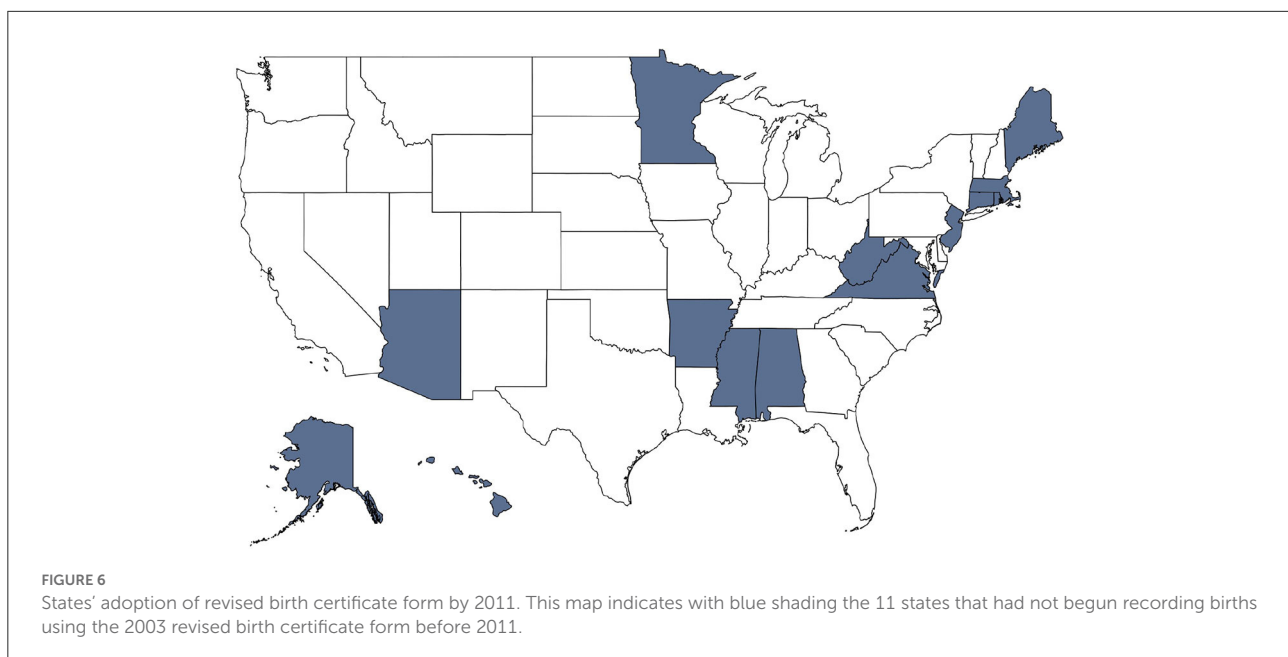 FIGURE 6
States’ adoption of revised birth certificate form by 2011. This map indicates with blue shading the 11 states that had not begun recording births
using the 2003 revised birth certificate form before 2011.